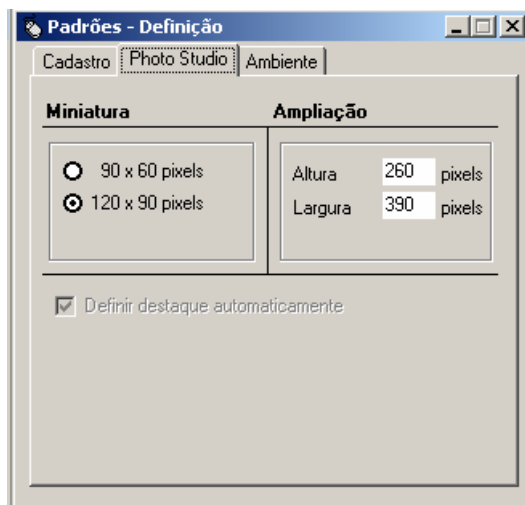 Padrões - Definição
Cadastro Photo Studio Ambiente
Miniatura Ampliação
90 x 60 pixels
120 x 90 pixels
Altura 260 pixels
Largura 390 pixels
Definir destaque automaticamente